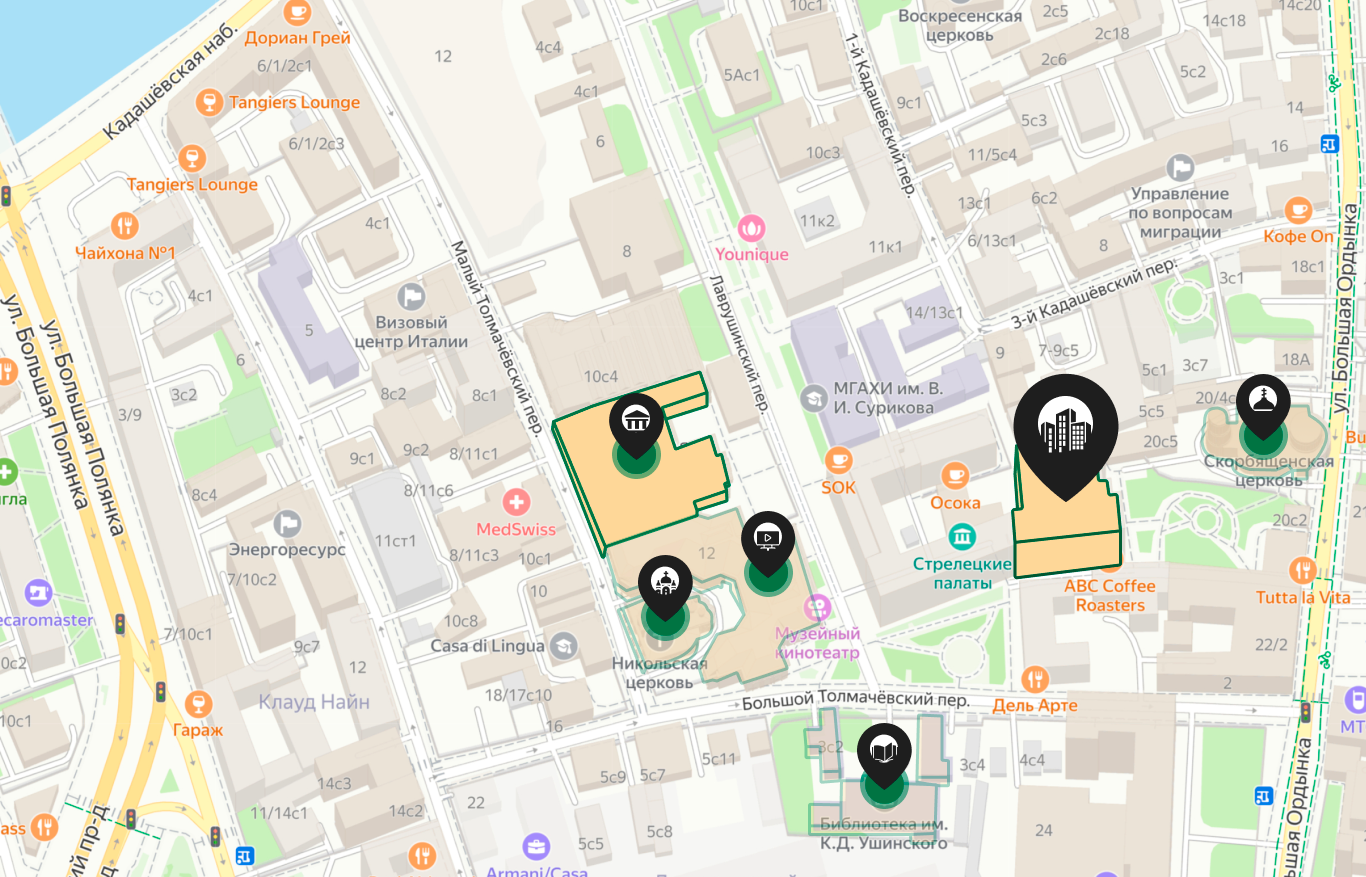 Дориан Грей
Кадашёвская наб.
6/1/2с1
12
4с4
4с1
5Ас1
10с1
1-й Кадашёвский пер.
Воскресенская
церковь
2с5
2с18
14с18
14с20
2с6
5с2
9с1
14
Tangiers Lounge
6/1/2с3
6
5с3
16
10с3
11/5с4
Tangiers Lounge
Управление
по вопросам
миграции
6с2
13с1
4с1
11к2
Чайхона №1
8
Younique
11к1
6/13с1
8
Кофе Оп
18с1
3с1
3-й Кадашёвский пер.
Малый Толмачёвский пер.
Лаврушинский пер.
ул. Большая Ордынка
4с1
5
Визовый
центр Италии
14/13с1
9
7-9с5
6
3с7
18А
ул. Большая Полянка
ул. Большая Полянка
10с4
МГАХИ им. В.
И. Сурикова
5с1
3с2
8с2
8с1
3/9
5с5
20/4с
20с5
9с2
9с1
8/11с1
Скорбященская
церковь
SOK
Осока
8/11с6
8с4
MedSwiss
20с2
Энергоресурс
11ст1
8/11с3
10с1
12
Стрелецкие
палаты
ABC Coffee
Roasters
Tutta la Vita
7/10с2
10
ecaromaster
10с8
7/10с1
9с7
Casa di Lingua
Музейный
кинотеатр
22/2
12
Никольская
церковь
18/17с10
2
Клауд Найн
Большой Толмачёвский пер.
Дель Арте
Гараж
10с1
16
МТ
3с2
5с11
3с4
4с4
5с9
5с7
14с3
11/14с1
14с2
22
Библиотека им.
К.Д. Ушинского
5с8
5с5
24
Armani/Casa